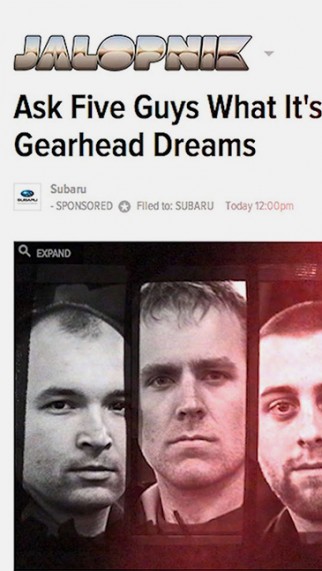 JALOPNIK
Ask Five Guys What It's
Gearhead Dreams
Subaru
- SPONSORED Filed to: SUBARU Today 12:00pm
EXPAND